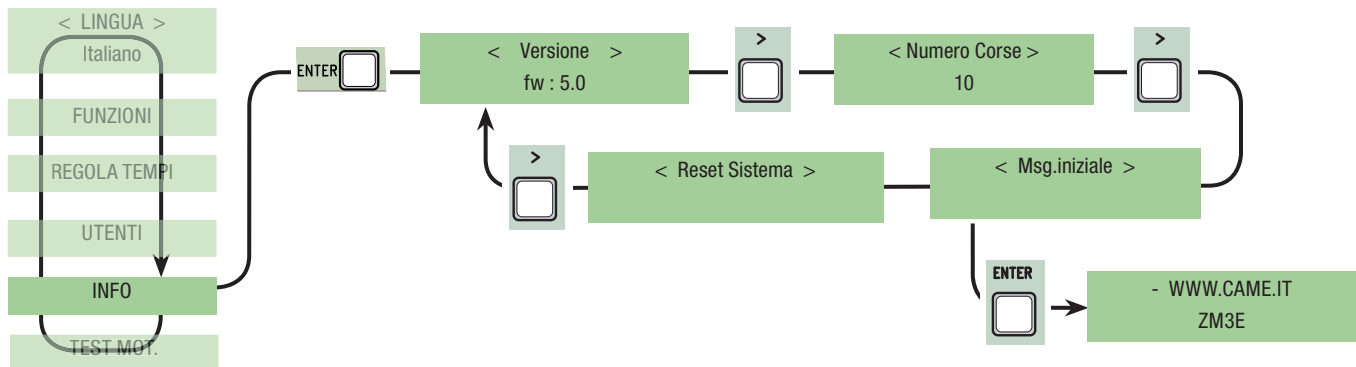 < LINGUA >
Italiano
FUNZIONI
REGOLA TEMPI
UTENTI
INFO
TEST MOT.
ENTER
< Versione >
fw : 5.0
>
< Numero Corse >
10
>
< Msg.iniziale >
< Reset Sistema >
>
ENTER
- WWW.CAME.IT
ZM3E